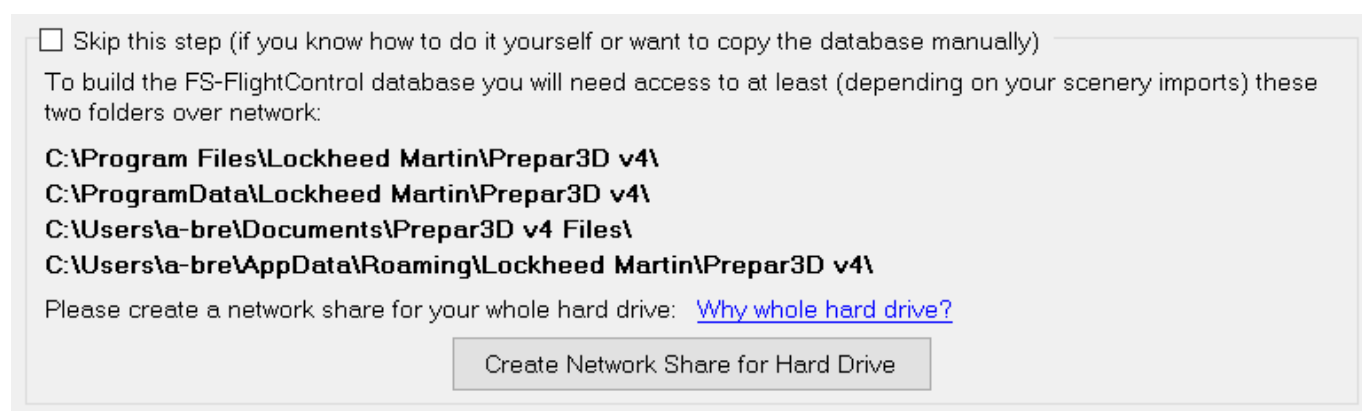 Skip this step (if you know how to do it yourself or want to copy the database manually)
To build the FS-FlightControl database you will need access to at least (depending on your scenery imports) these
two folders over network:
C:\Program Files\Lockheed Martin\Prepar3D v4\
C:\ProgramData\Lockheed Martin\Prepar3D v4\
C:\Users\a-bre\Documents\Prepar3D v4 Files\
C:\Users\a-bre\AppData\Roaming\Lockheed Martin\Prepar3D v4\
Please create a network share for your whole hard drive: Why whole hard drive?
Create Network Share for Hard Drive